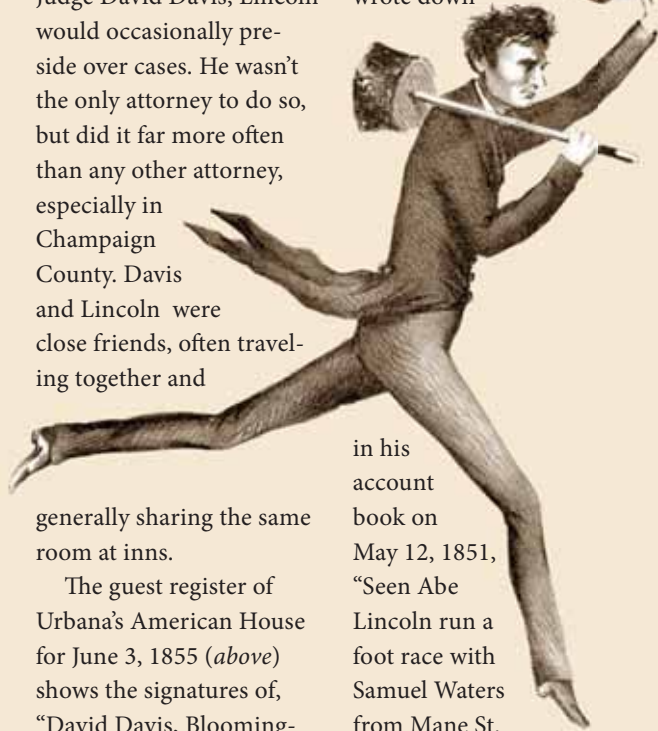 Judge David Davis, Lincoln
would occasionally pre-
side over cases. He wasn’t
the only attorney to do so,
but did it far more often
than any other attorney,
especially in
Champaign
County. Davis
and Lincoln were
close friends, often travel-
ing together and
generally sharing the same
room at inns.
The guest register of
Urbana’s American House
for June 3, 1855 (above)
shows the signatures of,
“David Davis, Blooming-
wrote down
in his
account
book on
May 12, 1851,
“Seen Abe
Lincoln run a
foot race with
Samuel Waters
from Mane St.